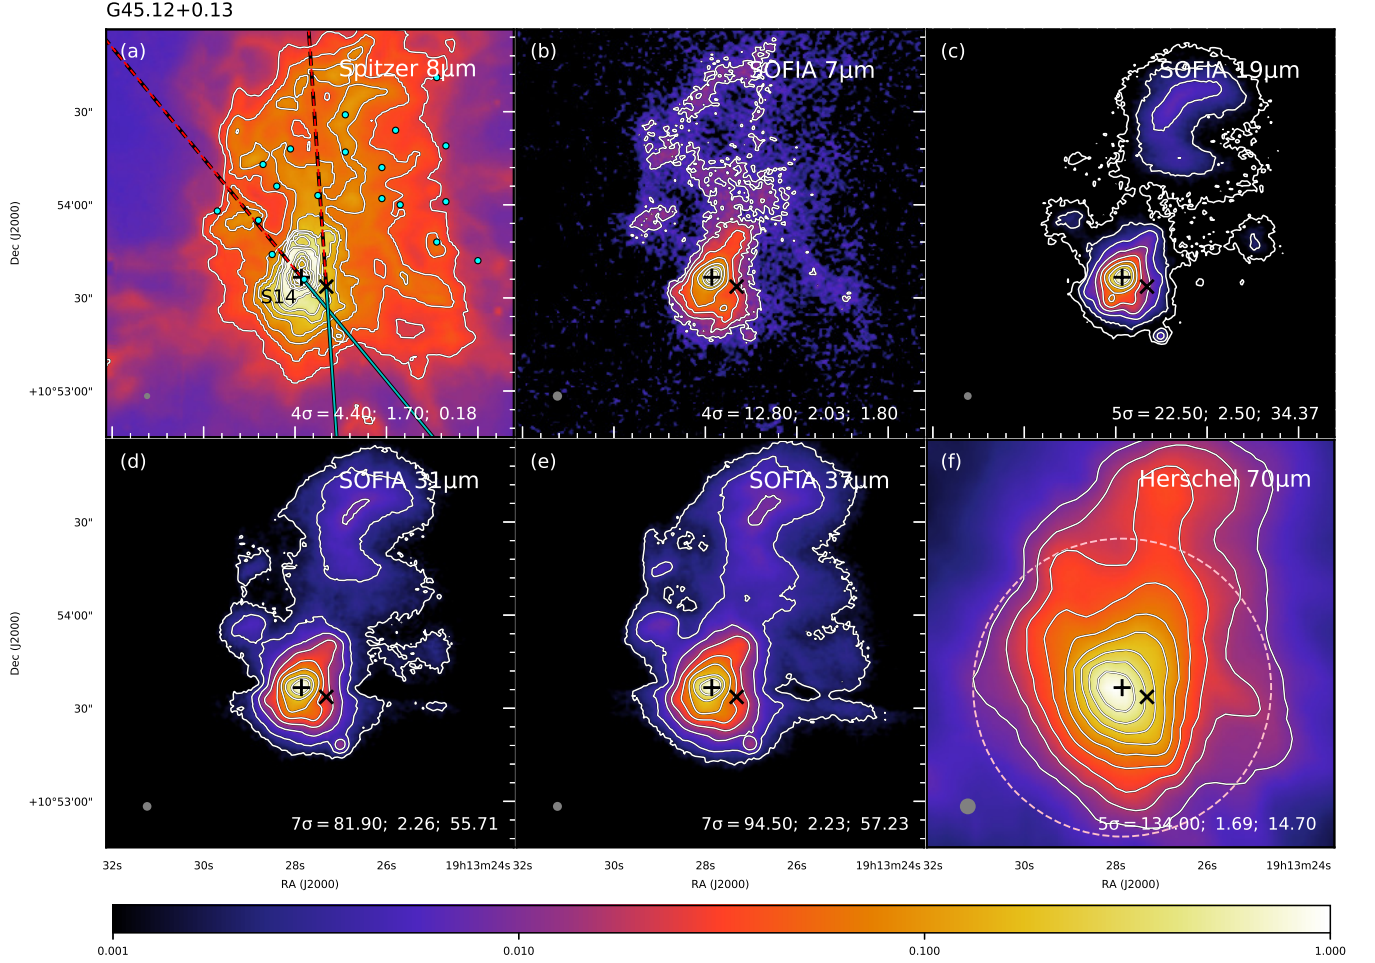 G45.12+0.13
(a)
Spitzer 8μm
S14
4σ=4.40; 1.70; 0.18
(b)
SOFIA 7μm
4σ=12.80; 2.03; 1.80
(c)
SOFIA 19μm
5σ=22.50; 2.50; 34.37
30"
54'00"
30"
+10°53'00"
Dec (J2000)
(d)
SOFIA 31μm
7σ=81.90; 2.26; 55.71
(e)
SOFIA 37μm
7σ=94.50; 2.23; 57.23
(f)
Herschel 70μm
5σ=134.00; 1.69; 14.70
30"
54'00"
30"
+10°53'00"
Dec (J2000)
32s 30s 28s 26s 19h13m24s 32s 30s 28s 26s 19h13m24s 32s 30s 28s 26s 19h13m24s
RA (J2000) RA (J2000) RA (J2000)
0.001 0.010 0.100 1.000